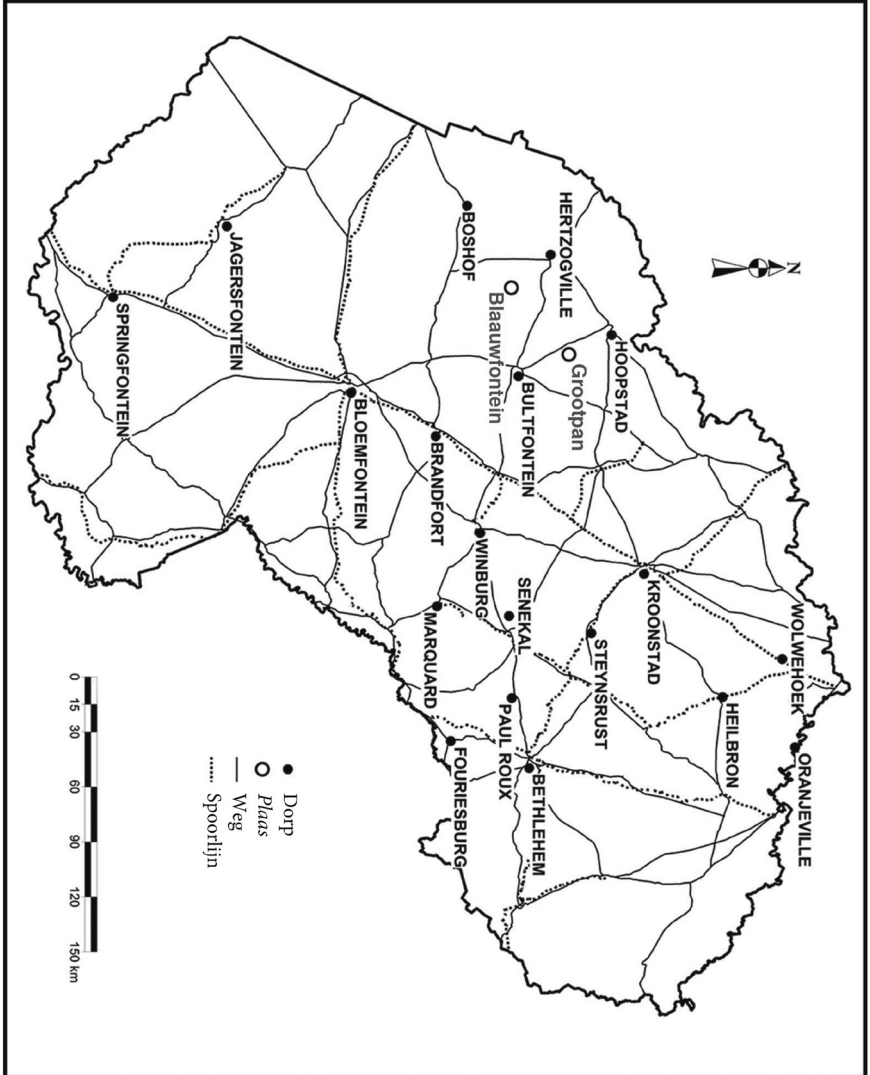 N
ORANJEVILLE
WOLWEHOEK
HEILBRON
KROONSTAD
HOOPSTAD
STEYNSRUST
Grootpan
HERTZOGVILLE
BETHLEHEM
BULTFONTEIN
SENEKAL
PAUL ROUX
Blaauwfontein
WINBURG
BOSHOF
FOURIESBURG
BRANDFORT
MARQUARD
BLOEMFONTEIN
JAGERSFONTEIN
SPRINGFONTEIN
Dorp
Plaas
Weg
Spoorlijn
0 15 30 60 90 120 150 km